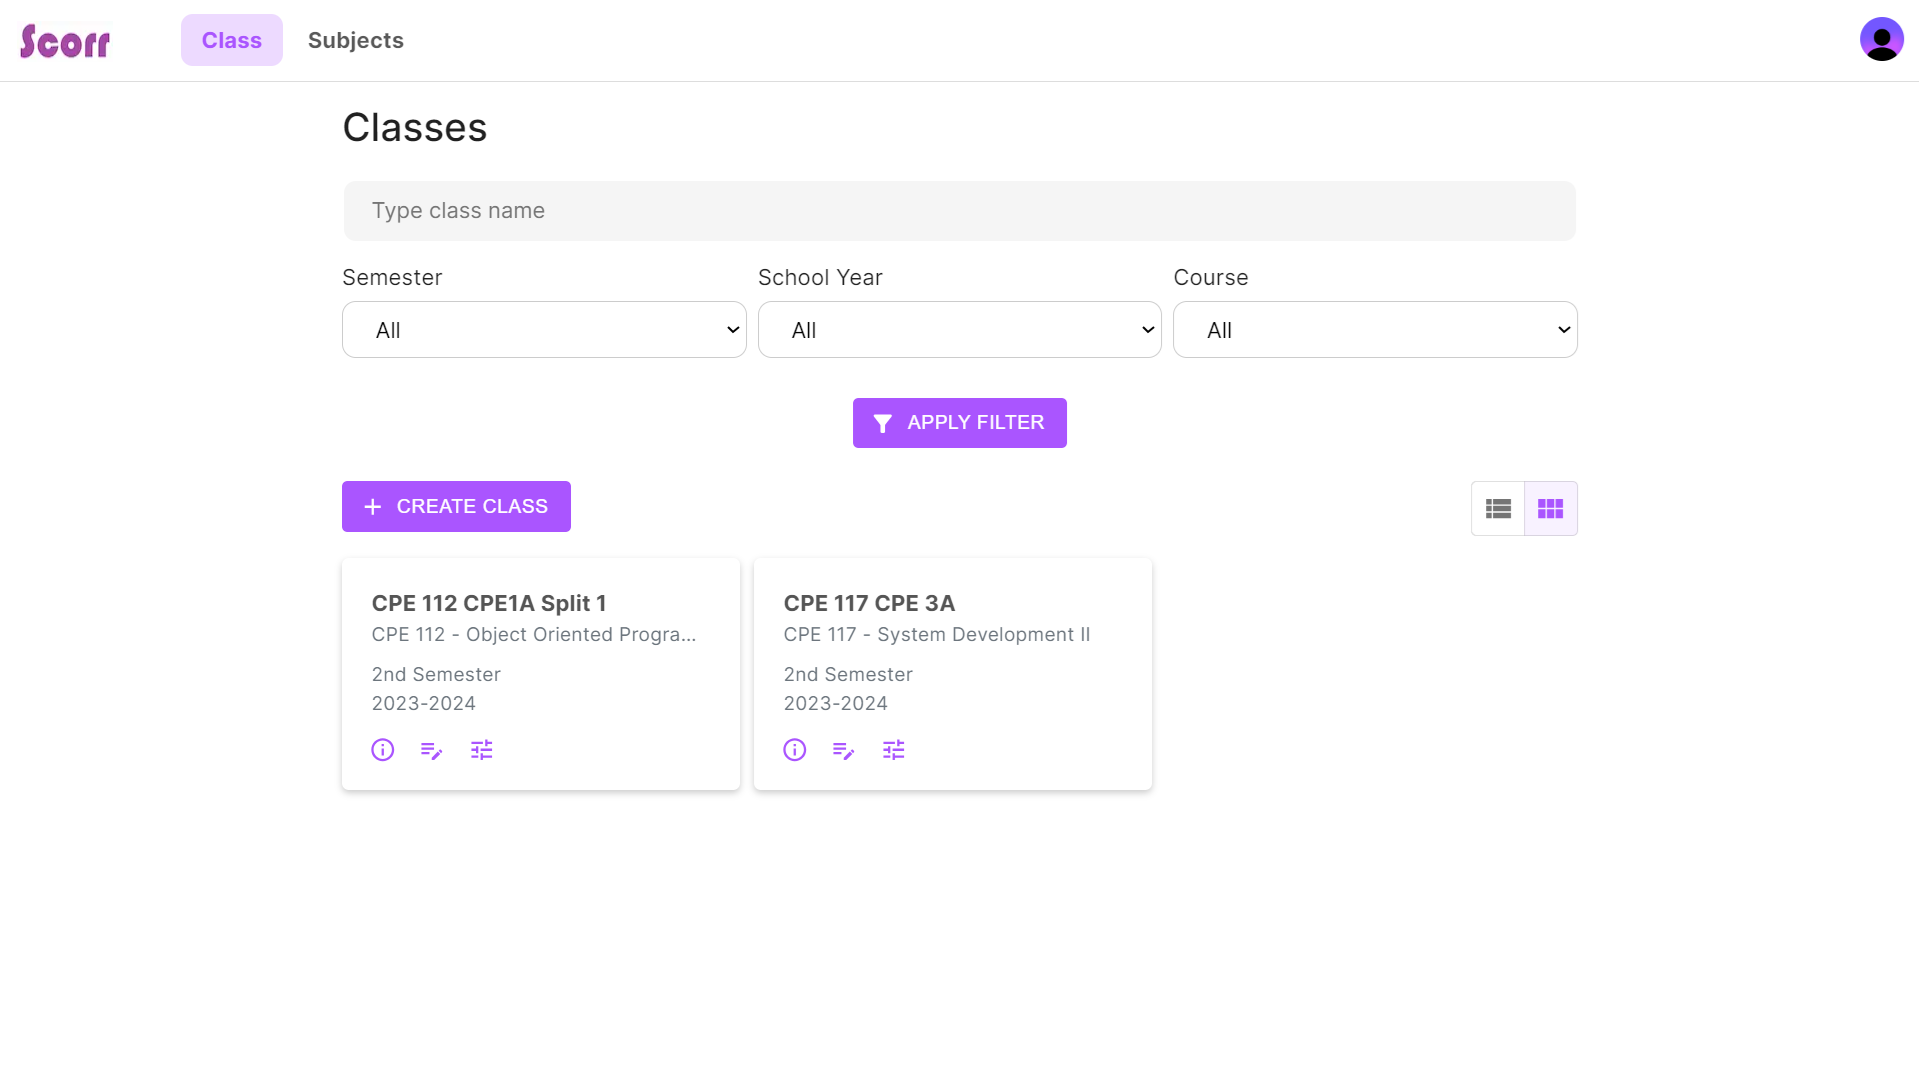 Scorr
Class
Subjects
Classes
Type class name
Semester
School Year
Course
All
All
All
APPLY FILTER
CREATE CLASS
CPE 112 CPE1A Split 1
CPE 112 - Object Oriented Progra...
2nd Semester
2023-2024
CPE 117 CPE 3A
CPE 117 - System Development II
2nd Semester
2023-2024